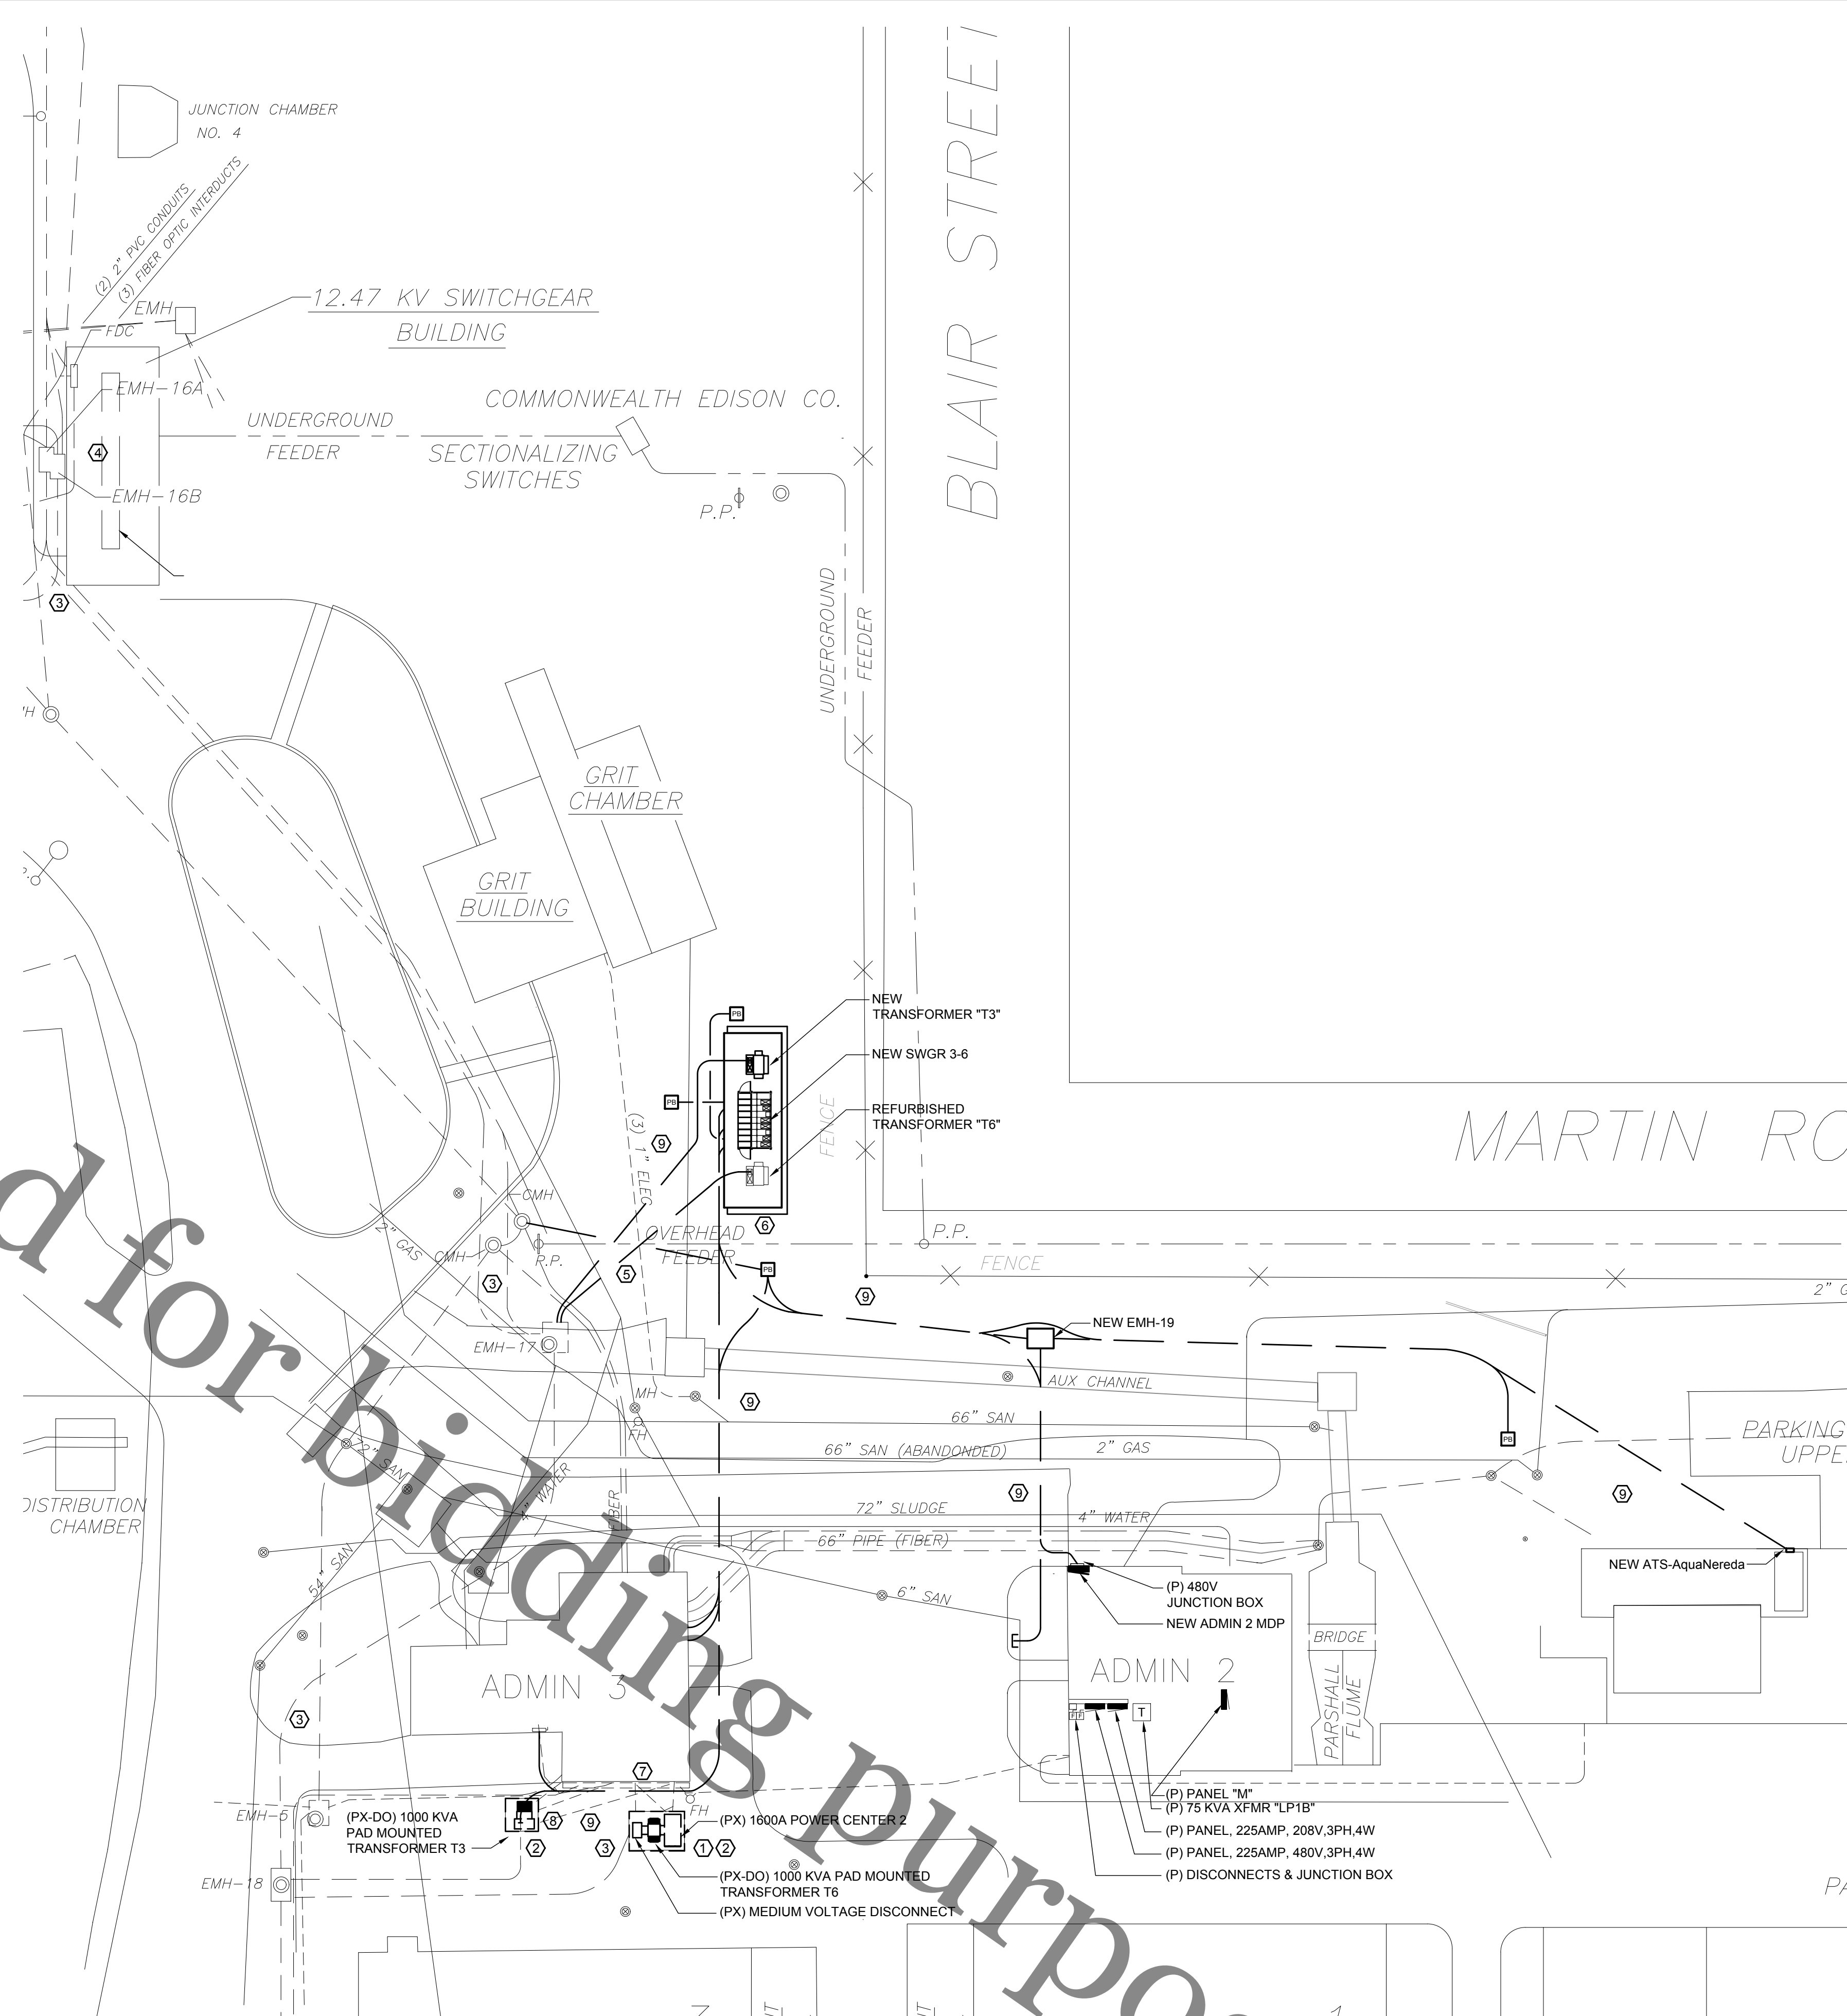 BLAIR STREET
JUNCTION CHAMBER
NO. 4
(2) 2" PVC CONDUITS
(3) FIBER OPTIC INTERDUCTS
EMH
FDC
12.47 KV SWITCHGEAR
BUILDING
EMH-16A
4
EMH-16B
3
UNDERGROUND
FEEDER
COMMONWEALTH EDISON CO.
SECTIONALIZING
SWITCHES
P.P.
UNDERGROUND
FEEDER
GRIT
CHAMBER
GRIT
BUILDING
PB
NEW
TRANSFORMER "T3"
NEW SWGR 3-6
REFURBISHED
TRANSFORMER "T6"
PB
9
(3) 1" ELEC
FENCE
6
MARTIN RO
CMH
CMH
P.P.
2" GAS
OVERHEAD
FEEDER
P.P.
FENCE
3
5
PB
9
2" G
EMH-17
NEW EMH-19
MH
FH
9
AUX CHANNEL
66" SAN
66" SAN (ABANDONDED)
2" GAS
PB
PARKING
UPPE
72" SAN
4" WATER
FIBER
72" SLUDGE
9
4" WATER
9
DISTRIBUTION
CHAMBER
66" PIPE (FIBER)
54" SAN
6" SAN
NEW ATS-AquaNereda
(P) 480V
JUNCTION BOX
NEW ADMIN 2 MDP
BRIDGE
PARSHALL
FLUME
ADMIN 3
ADMIN 2
T
F F
3
7
EMH-5
(PX-DO) 1000 KVA
PAD MOUNTED
TRANSFORMER T3
8
9
2
3
FH
(PX) 1600A POWER CENTER 2
1 2
(PX-DO) 1000 KVA PAD MOUNTED
TRANSFORMER T6
(PX) MEDIUM VOLTAGE DISCONNECT
EMH-18
(P) PANEL "M"
(P) 75 KVA XFMR "LP1B"
(P) PANEL, 225AMP, 208V,3PH,4W
(P) PANEL, 225AMP, 480V,3PH,4W
(P) DISCONNECTS & JUNCTION BOX
PA
d for bidding purpo